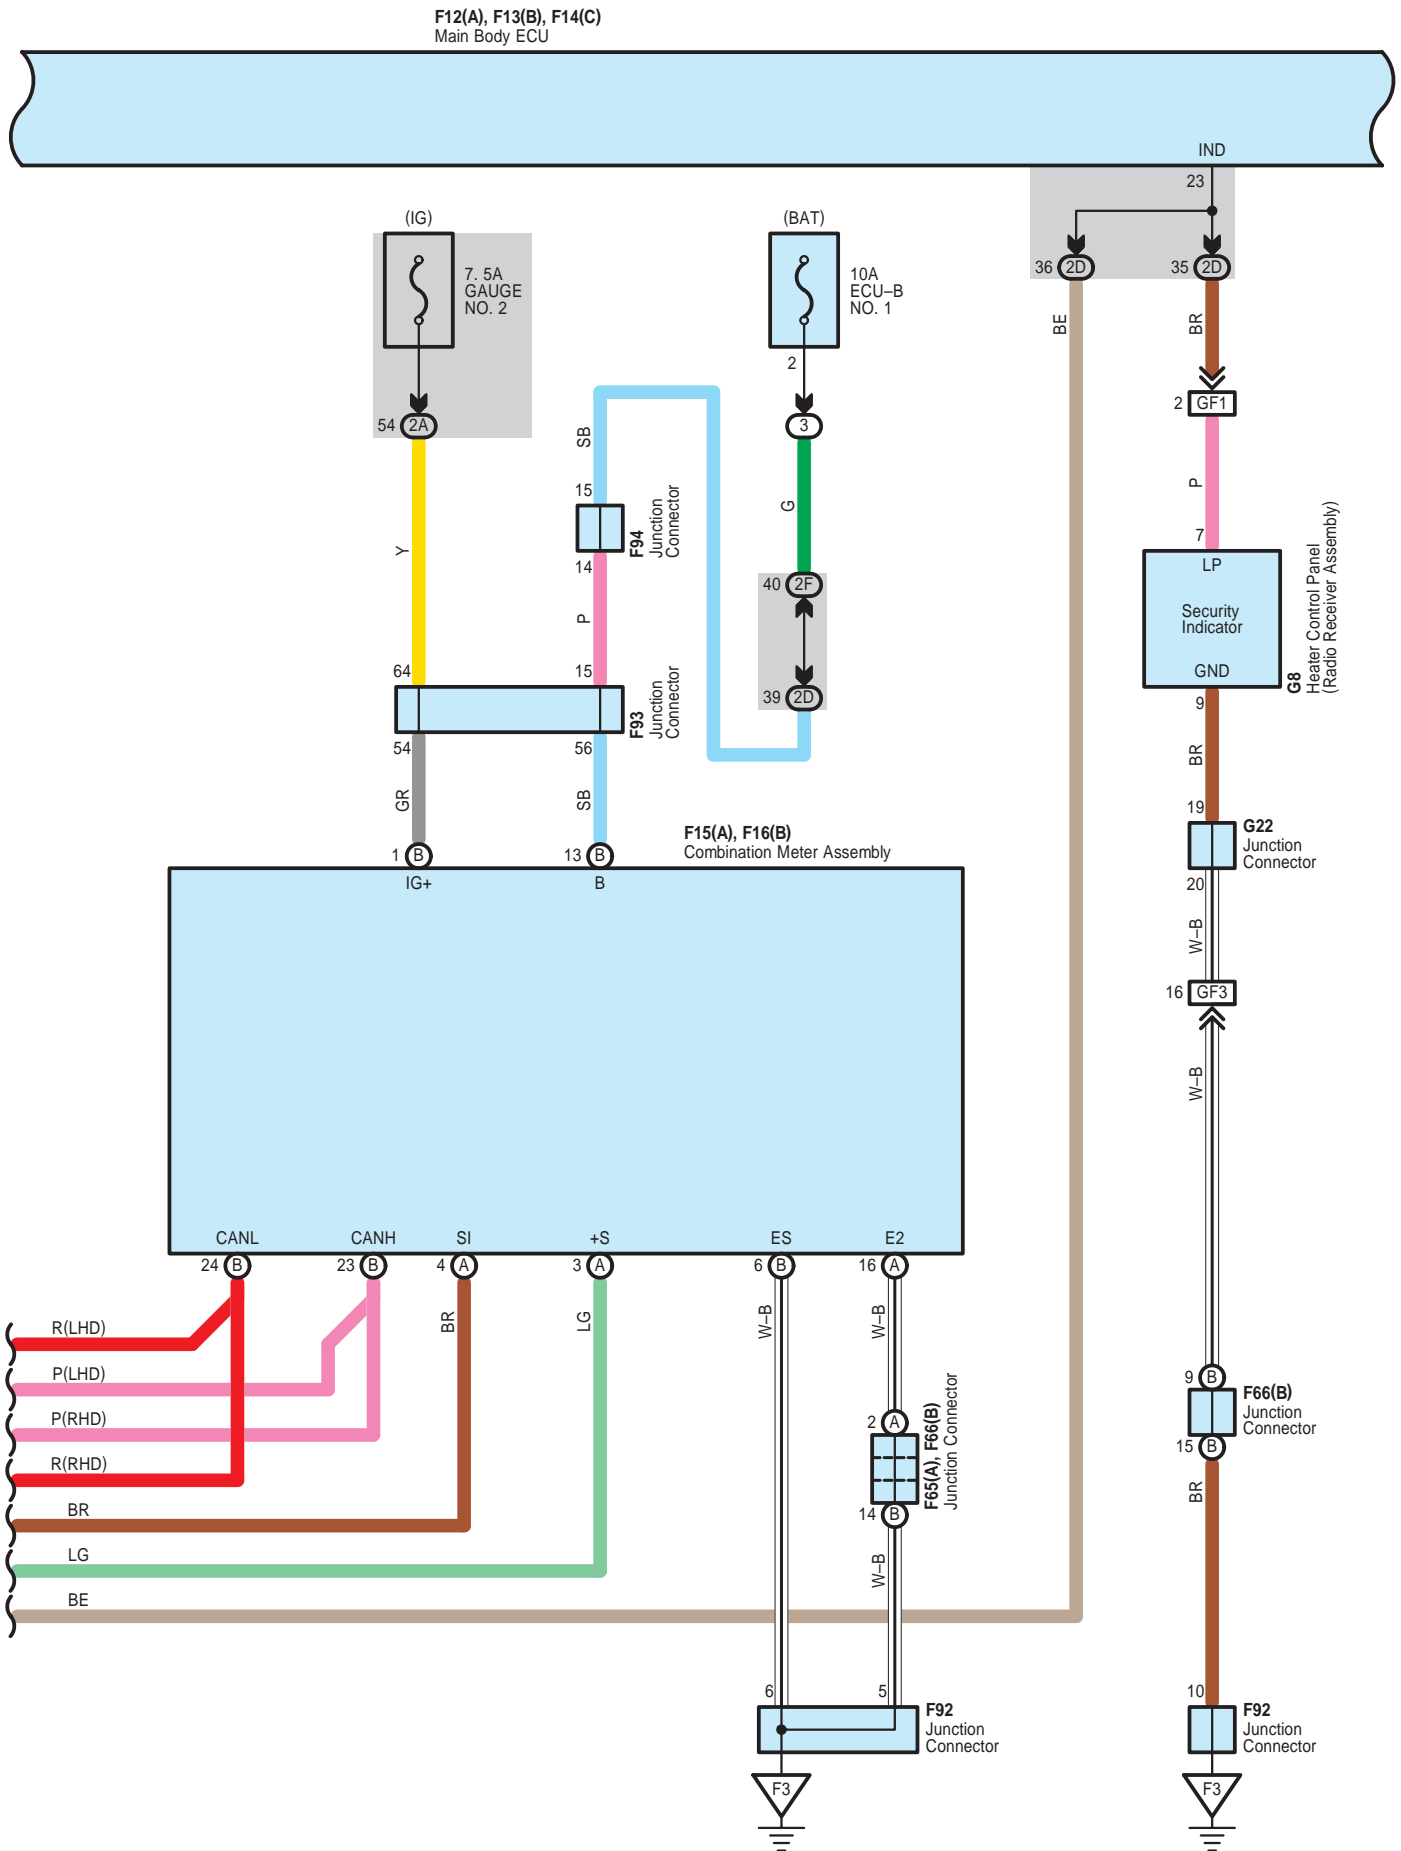 F12(A), F13(B), F14(C)
Main Body ECU
IND
23
(IG)
(BAT)
7. 5A
GAUGE
NO. 2
10A
ECU–B
NO. 1
36 2D
35 2D
2
BE
BR
54 2A
3
2 GF1
SB
15
F94
Junction
Connector
14
G
P
Y
7
LP
Security
Indicator
GND
G8
Heater Control Panel
(Radio Receiver Assembly)
40 2F
P
64
15
39 2D
F93
Junction
Connector
54
56
9
BR
GR
SB
19
G22
Junction
Connector
20
F15(A), F16(B)
Combination Meter Assembly
1 B
13 B
IG+
B
W–B
16 GF3
W–B
CANL
CANH
SI
+S
ES
E2
24 B
23 B
4 A
3 A
6 B
16 A
BR
LG
W–B
W–B
R(LHD)
P(LHD)
P(RHD)
R(RHD)
BR
LG
BE
2 A
F65(A), F66(B)
Junction Connector
14 B
W–B
9 B
F66(B)
Junction
Connector
15 B
BR
6
5
F92
Junction
Connector
F3
10
F92
Junction
Connector
F3